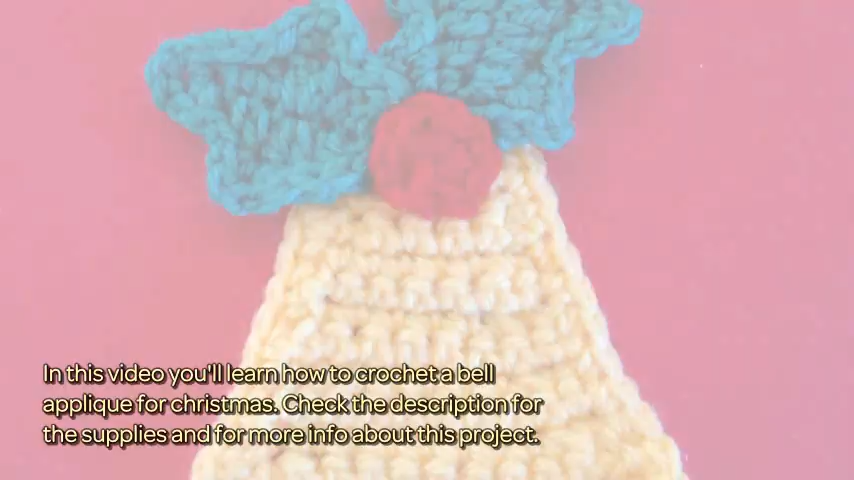 In this video you'll learn how to crochet a bell
applique for christmas. Check the description for
the supplies and for more info about this project.